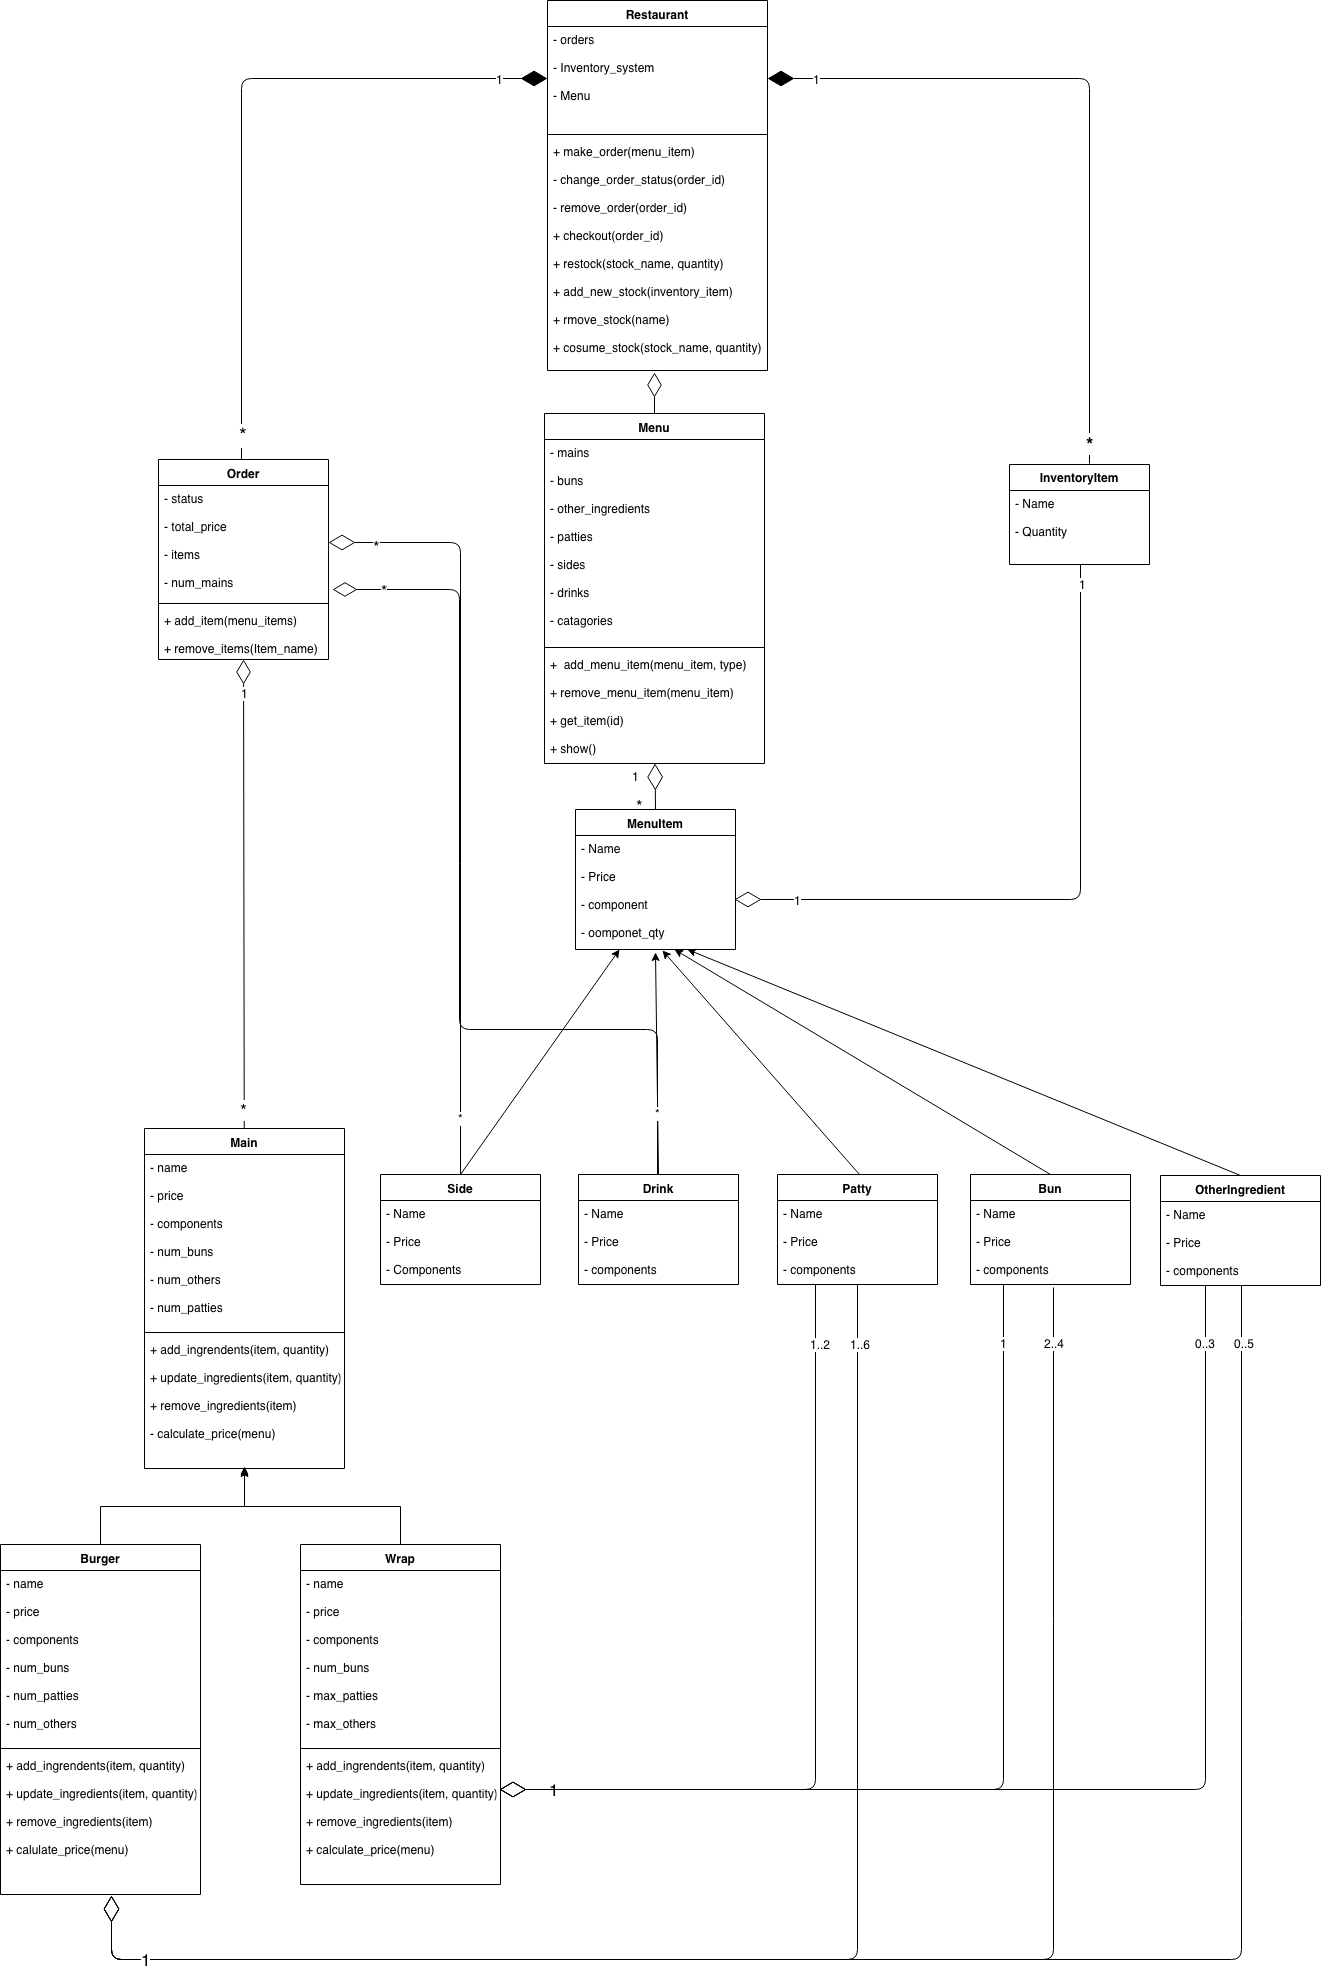 Restaurant
- orders
- Inventory_system
- Menu
1
1
+ make_order(menu_item)
- change_order_status(order_id)
- remove_order(order_id)
+ checkout(order_id)
+ restock(stock_name, quantity)
+ add_new_stock(inventory_item)
+ rmove_stock(name)
+ cosume_stock(stock_name, quantity)
*
*
Order
- status
- total_price
- items
- num_mains
+ add_item(menu_items)
+ remove_items(Item_name)
*
*
1
Menu
- mains
- buns
- other_ingredients
- patties
- sides
- drinks
- catagories
+  add_menu_item(menu_item, type)
+ remove_menu_item(menu_item)
+ get_item(id)
+ show()
1
*
InventoryItem
- Name
- Quantity
1
MenuItem
- Name
- Price
- component
- oomponet_qty
1
*
*
*
Main
- name
- price
- components
- num_buns
- num_others
- num_patties
+ add_ingrendents(item, quantity)
+ update_ingredients(item, quantity)
+ remove_ingredients(item)
- calculate_price(menu)
Side
- Name
- Price
- Components
Drink
- Name
- Price
- components
Patty
- Name
- Price
- components
Bun
- Name
- Price
- components
OtherIngredient
- Name
- Price
- components
1..2
1..6
1
2..4
0..3
0..5
Burger
- name
- price
- components
- num_buns
- num_patties
- num_others
+ add_ingrendents(item, quantity)
+ update_ingredients(item, quantity)
+ remove_ingredients(item)
+ calulate_price(menu)
Wrap
- name
- price
- components
- num_buns
- max_patties
- max_others
+ add_ingrendents(item, quantity)
+ update_ingredients(item, quantity)
+ remove_ingredients(item)
+ calculate_price(menu)
1
1